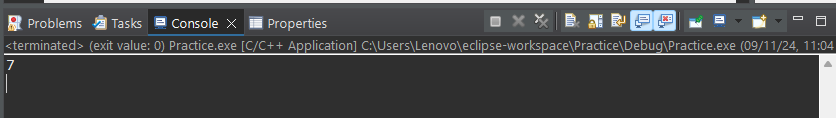 Problems Tasks Console Properties
<terminated> (exit value: 0) Practice.exe [C/C++ Application] C:\Users\Lenovo\eclipse-workspace\Practice\Debug\Practice.exe (09/11/24, 11:04
7